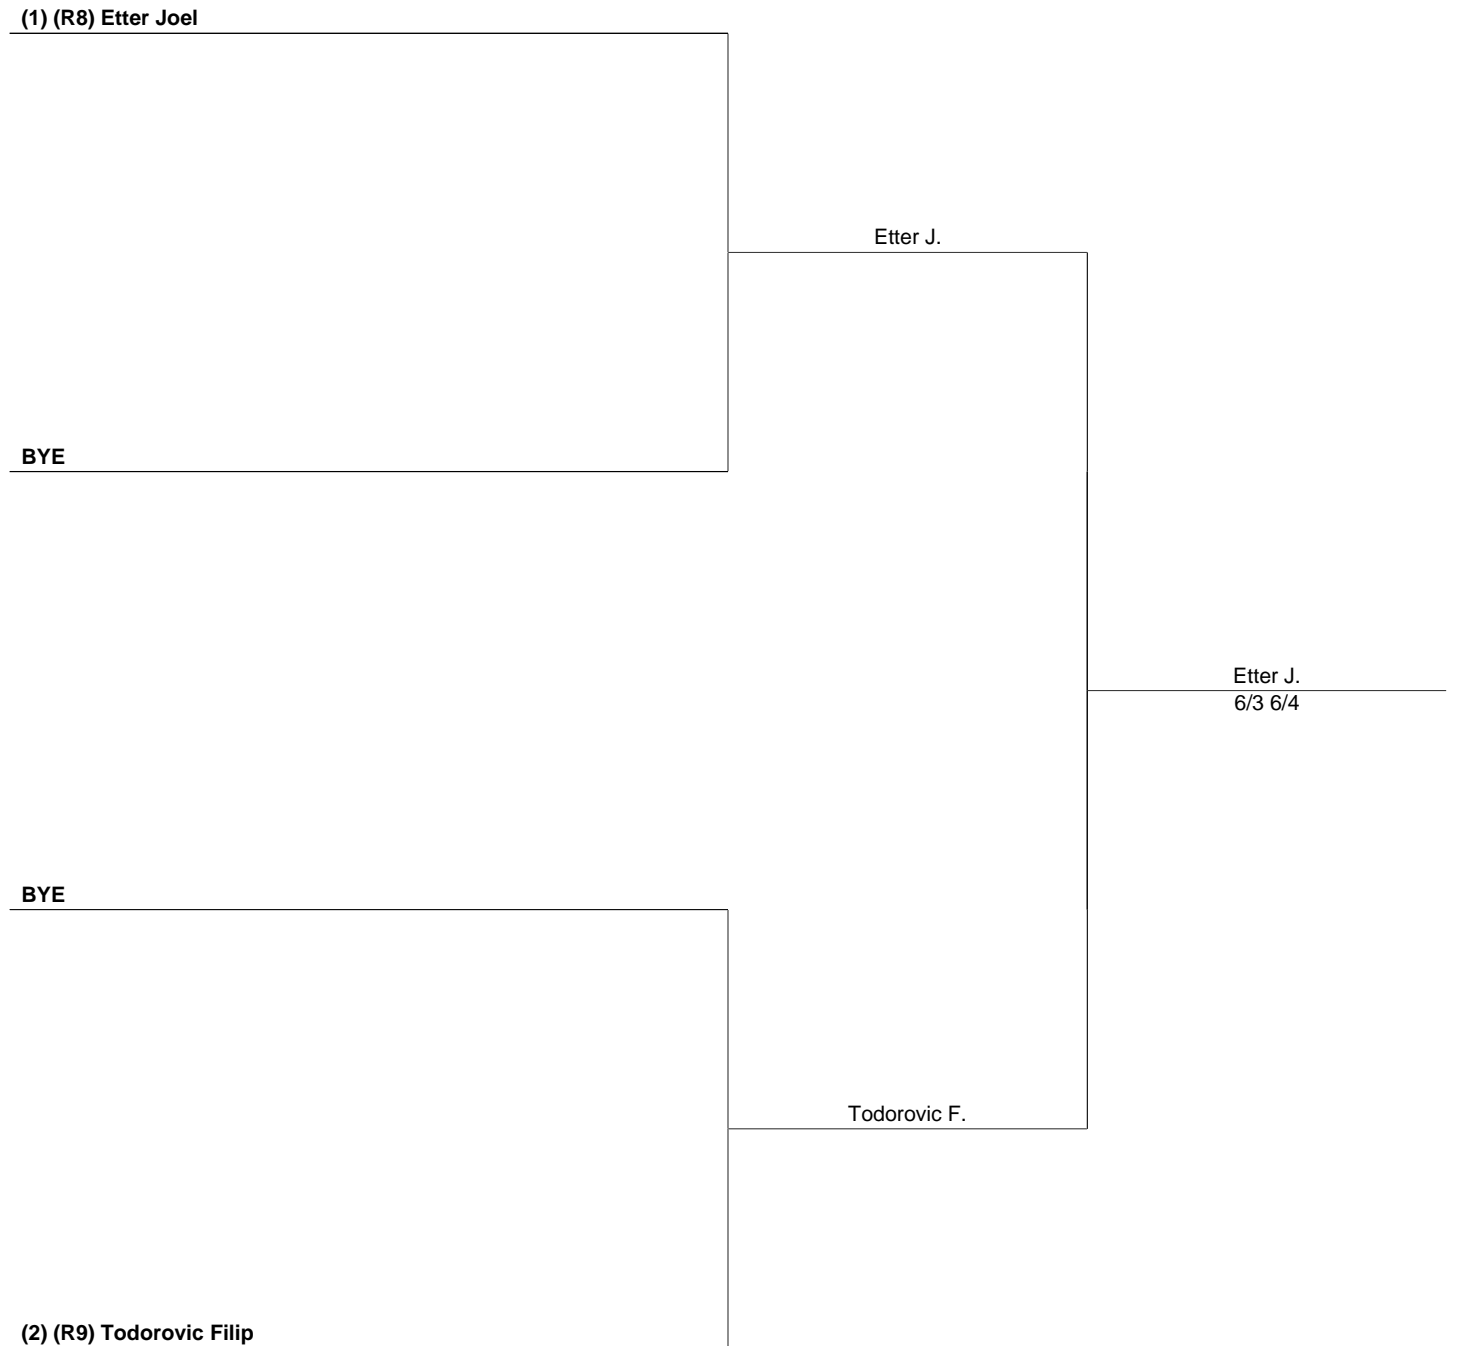 (1) (R8) Etter Joel
Etter J.
BYE
Etter J.
6/3 6/4
BYE
Todorovic F.
(2) (R9) Todorovic Filip